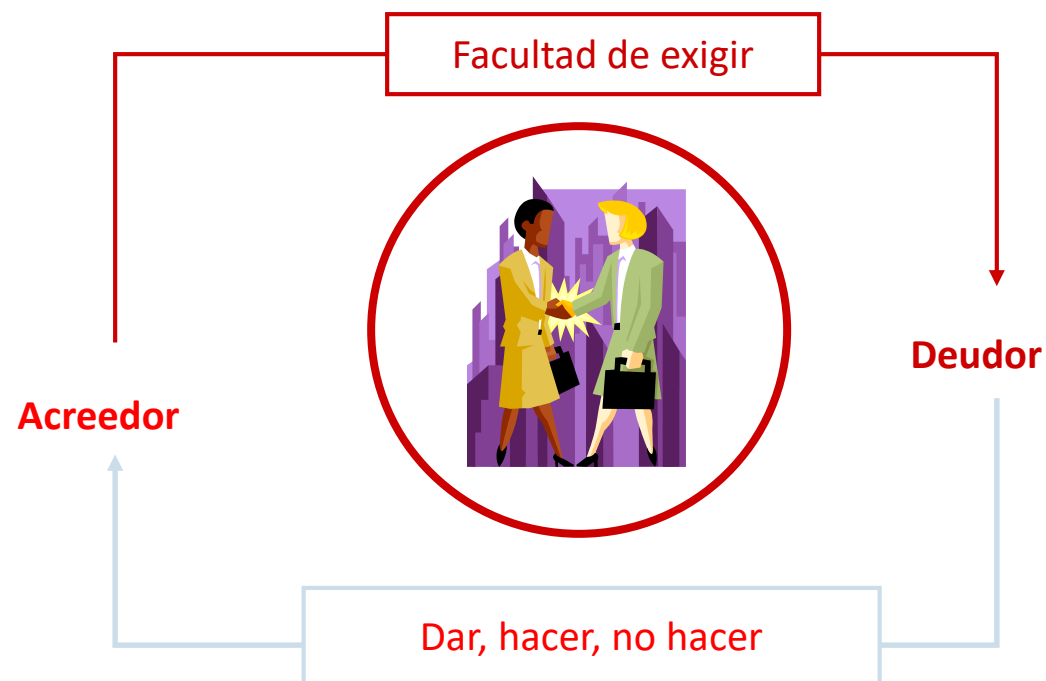 Facultad de exigir
Deudor
Acreedor
Dar, hacer, no hacer